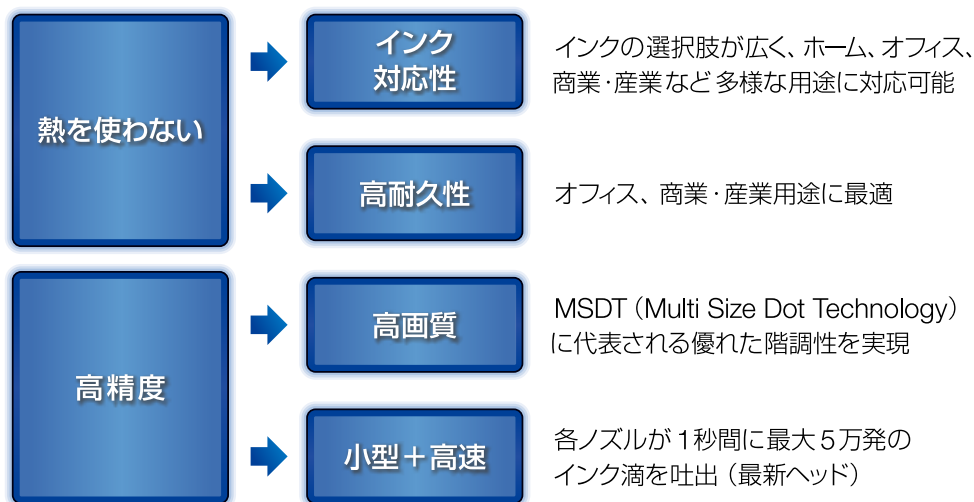 熱を使わない
インク
対応性
インクの選択肢が広く、ホーム、オフィス、
商業・産業など多様な用途に対応可能
高耐久性
オフィス、商業・産業用途に最適
高精度
高画質
MSDT（Multi Size Dot Technology）
に代表される優れた階調性を実現
小型＋高速
各ノズルが1秒間に最大5万発の
インク滴を吐出（最新ヘッド）